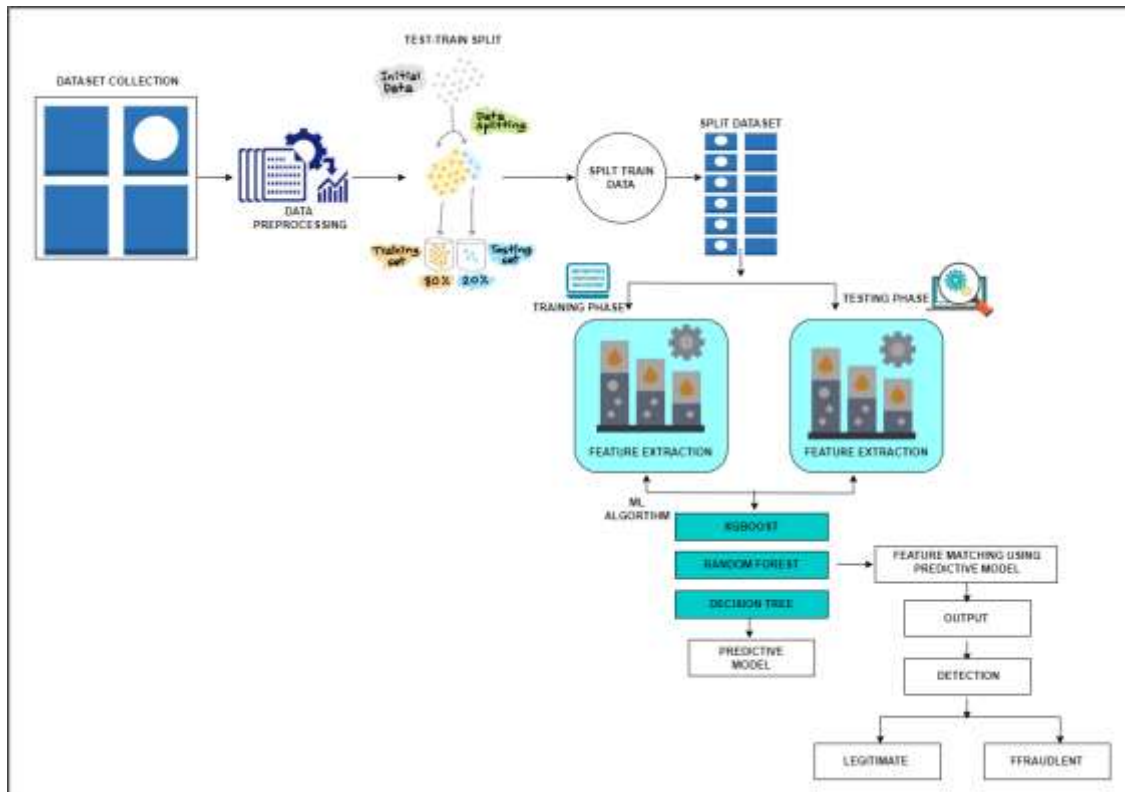 TEST-TRAIN SPLIT
DATASET COLLECTION
Initial
Data
Data
splitting
SPLIT DATASET
SPILT TRAIN
DATA
DATA
PREPROCESSING
Training
set
Testing
set
80%
20%
TRAINING PHASE
TESTING PHASE
FEATURE EXTRACTION
FEATURE EXTRACTION
ML
ALGORTIHM
XGBOOST
RANDOM FOREST
FEATURE MATCHING USING
PREDICTIVE MODEL
DECISION TREE
OUTPUT
PREDICTIVE
MODEL
DETECTION
LEGITIMATE
FFRAUDLENT